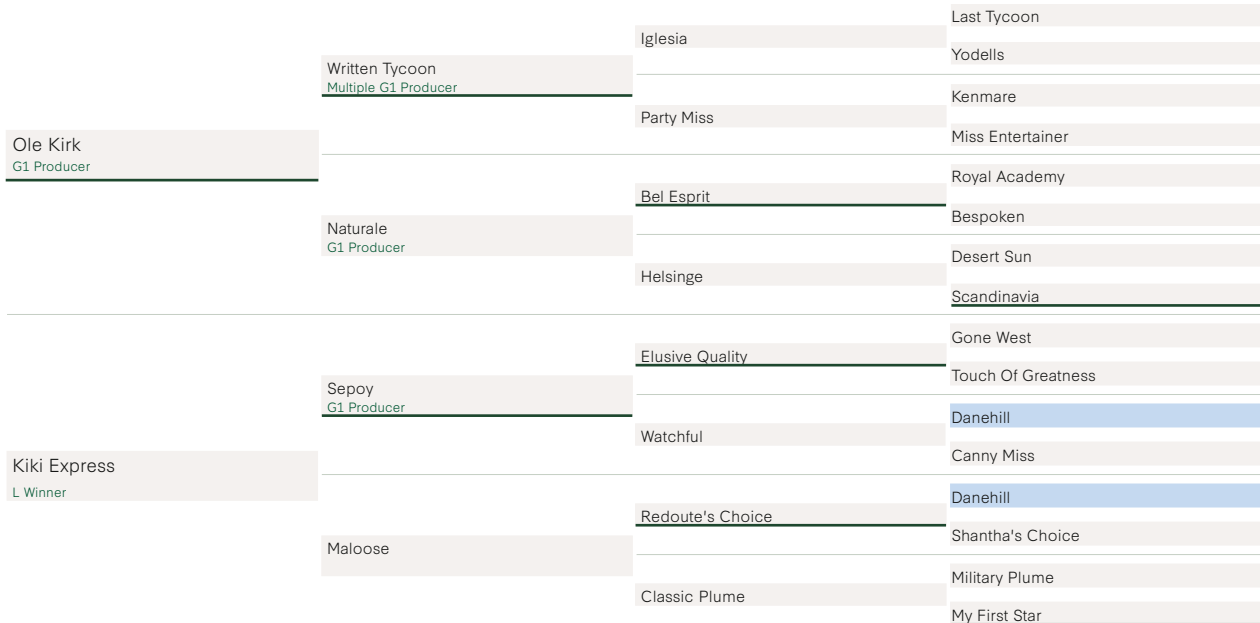 Ole Kirk
G1 Producer
Kiki Express
L Winner
Written Tycoon
Multiple G1 Producer
Naturale
G1 Producer
Sepoy
G1 Producer
Maloose
Iglesia
Party Miss
Bel Esprit
Helsinge
Elusive Quality
Watchful
Redoute's Choice
Classic Plume
Last Tycoon
Yodells
Kenmare
Miss Entertainer
Royal Academy
Bespoken
Desert Sun
Scandinavia
Gone West
Touch Of Greatness
Danehill
Canny Miss
Danehill
Shantha's Choice
Military Plume
My First Star